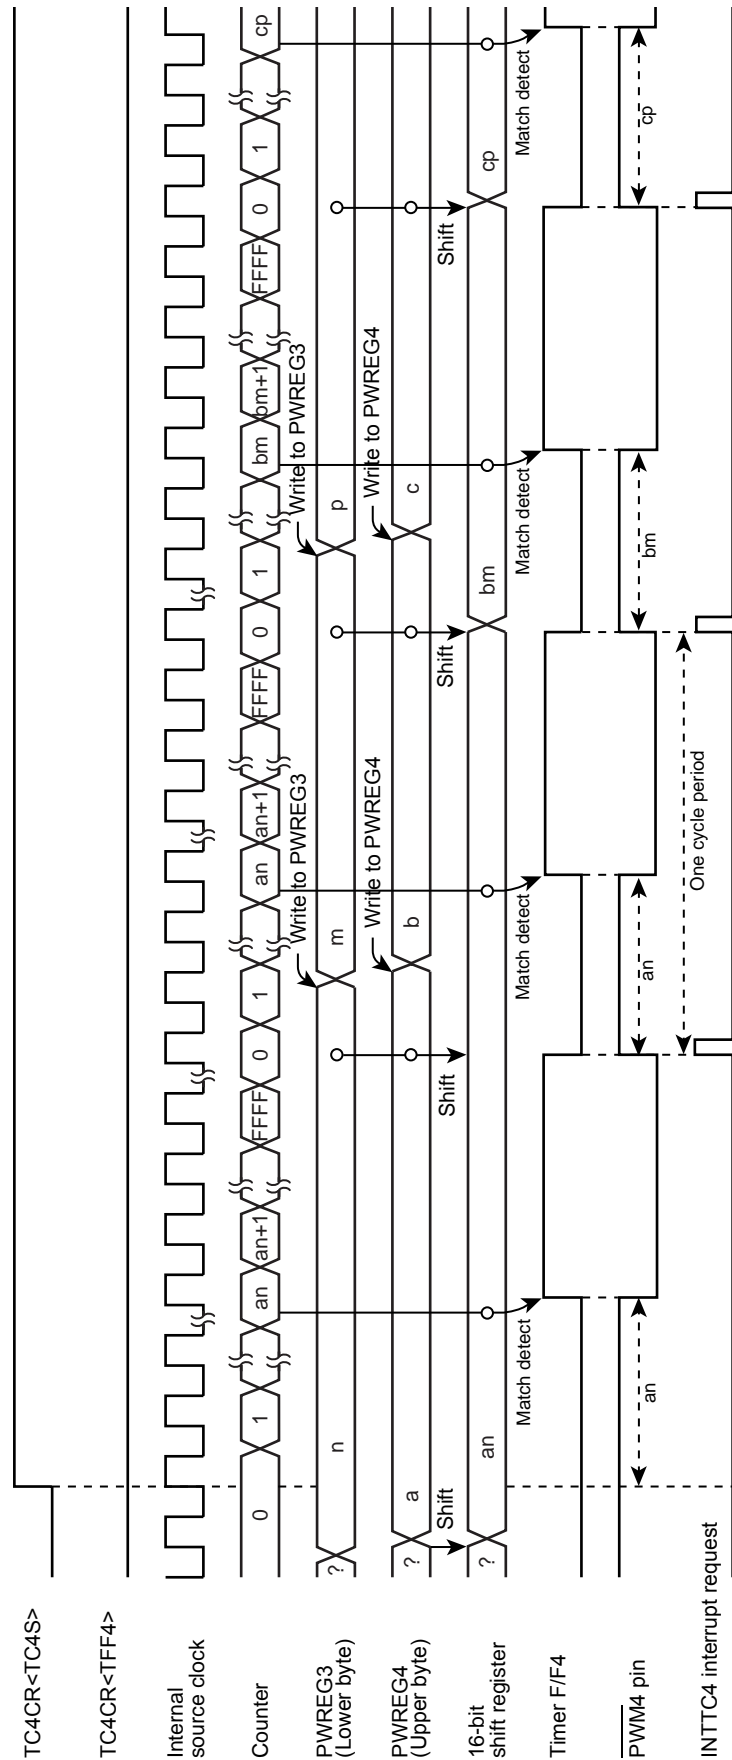 TC4CR<TC4S>
TC4CR<TFF4>
Internal
source clock
Counter 0 1 an an+1 FFFF 0 1 an an+1 FFFF 0 1 bm bm+1 FFFF 0 1 cp
Write to PWREG3 Write to PWREG3
PWREG3
(Lower byte) ? n m p
Write to PWREG4 Write to PWREG4
PWREG4
(Upper byte) ? a b c
Shift Shift Shift Shift
16-bit
shift register ? an bm cp
Match detect Match detect Match detect Match detect
Timer F/F4
PWM4 pin an an bm cp
One cycle period
INTTC4 interrupt request